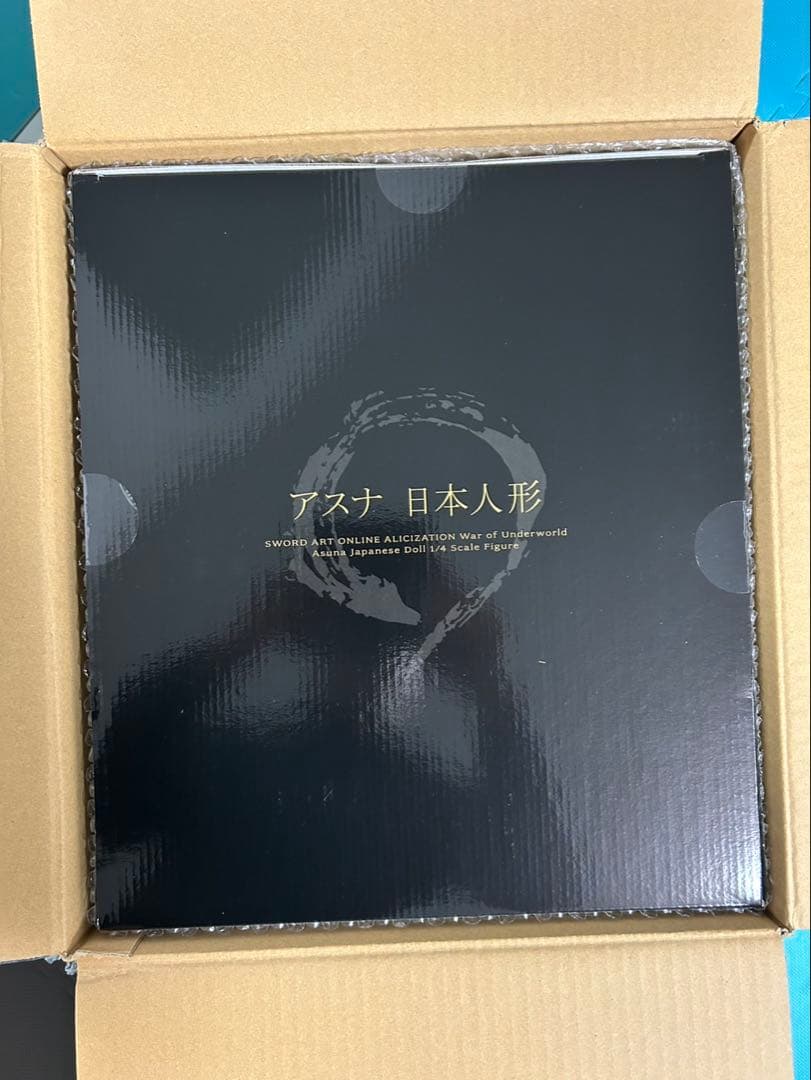 アスナ 日本人形
SWORD ART ONLINE ALICIZATION War of Underworld
Asuna Japanese Doll 1/4 Scale Figure